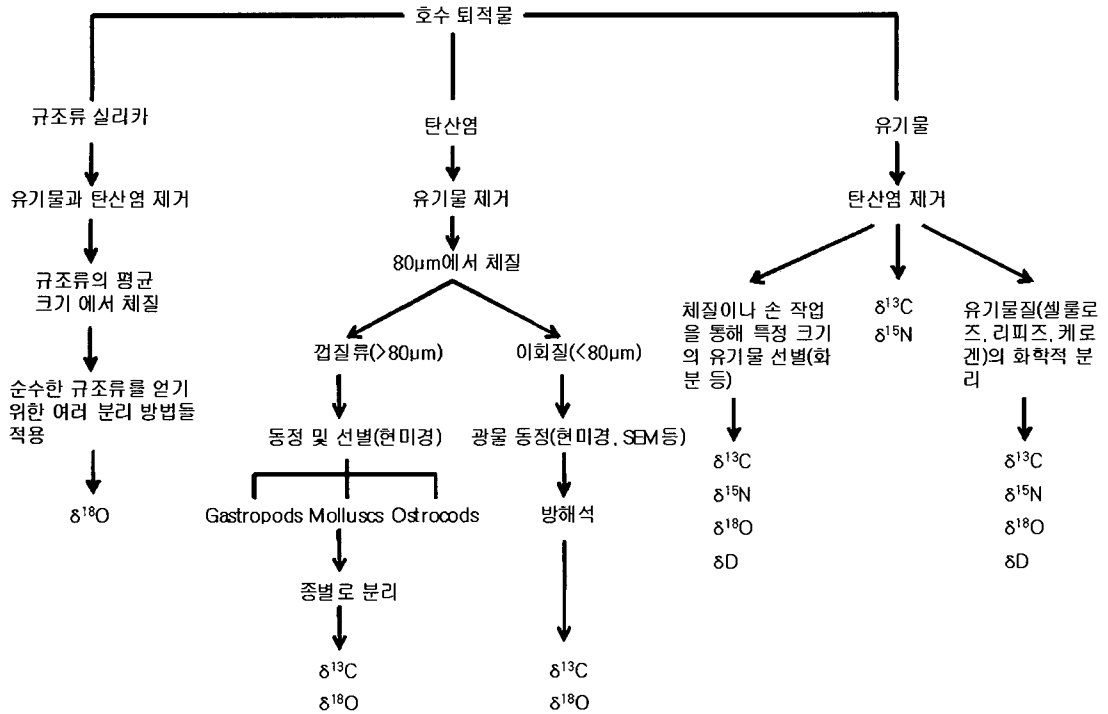 호수 퇴적물
규조류 실리카
유기물과 탄산염 제거
규조류의 평균
크기 에서 체질
순수한 규조류를 얻기
위한 여러 분리 방법들
적용
δ¹⁸O
탄산염
유기물 제거
80μm에서 체질
껍질류(>80μm)
동정 및 선별(현미경)
Gastropods Molluscs Ostrocods
종별로 분리
δ¹³C
δ¹⁸O
이회질(<80μm)
광물 동정(현미경, SEM등)
방해석
δ¹³C
δ¹⁸O
유기물
탄산염 제거
체질이나 손 작업
을 통해 특정 크기
의 유기물 선별(화
분 등)
δ¹³C
δ¹⁵N
δ¹⁸O
δD
δ¹³C
δ¹⁵N
유기물질(셀룰로
즈, 리피즈, 케로
겐)의 화학적 분
리
δ¹³C
δ¹⁵N
δ¹⁸O
δD